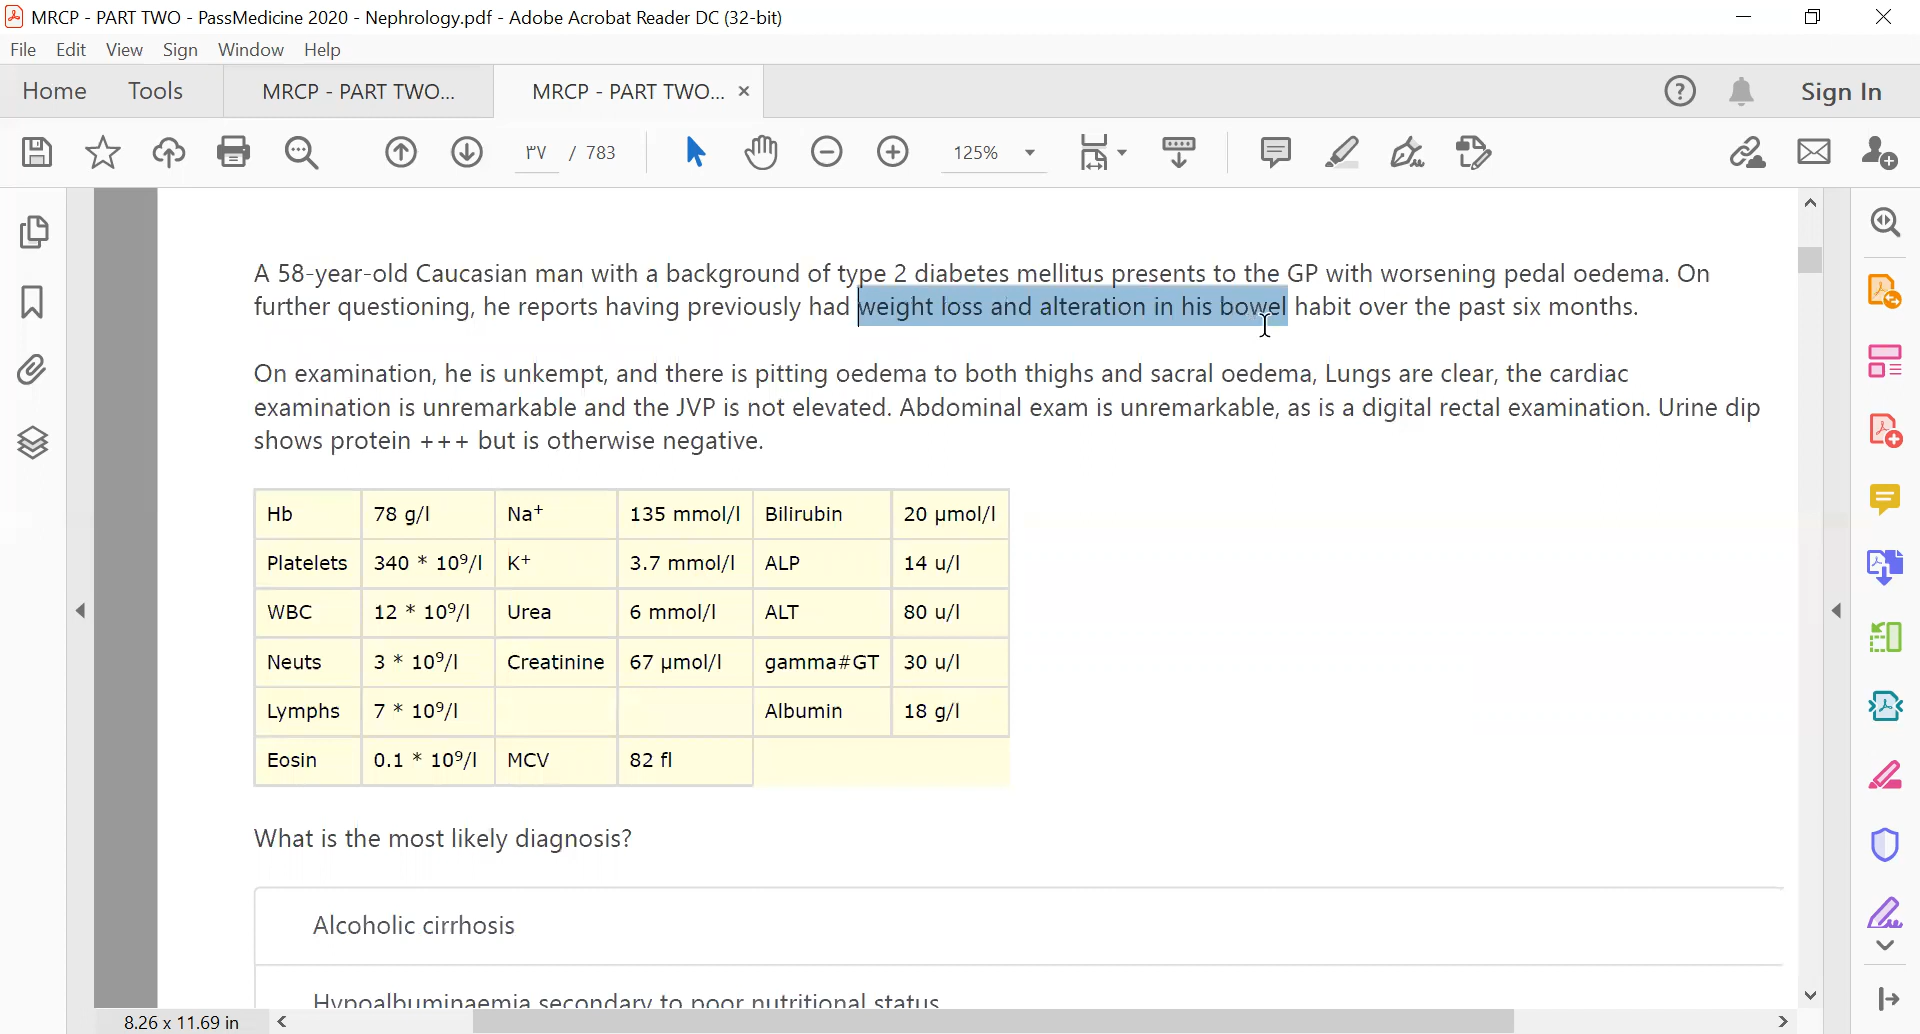 MRCP - PART TWO - PassMedicine 2020 - Nephrology.pdf - Adobe Acrobat Reader DC (32-bit)
File Edit View Sign Window Help
Home Tools MRCP - PART TWO... MRCP - PART TWO... × Sign In
٣٧ / 783 125%
A 58-year-old Caucasian man with a background of type 2 diabetes mellitus presents to the GP with worsening pedal oedema. On
further questioning, he reports having previously had weight loss and alteration in his bowel habit over the past six months.
On examination, he is unkempt, and there is pitting oedema to both thighs and sacral oedema, Lungs are clear, the cardiac
examination is unremarkable and the JVP is not elevated. Abdominal exam is unremarkable, as is a digital rectal examination. Urine dip
shows protein +++ but is otherwise negative.
Hb 78 g/l Na⁺ 135 mmol/l Bilirubin 20 µmol/l
Platelets 340 * 10⁹/l K⁺ 3.7 mmol/l ALP 14 u/l
WBC 12 * 10⁹/l Urea 6 mmol/l ALT 80 u/l
Neuts 3 * 10⁹/l Creatinine 67 µmol/l gamma#GT 30 u/l
Lymphs 7 * 10⁹/l Albumin 18 g/l
Eosin 0.1 * 10⁹/l MCV 82 fl
What is the most likely diagnosis?
Alcoholic cirrhosis
Hypoalbuminaemia secondary to poor nutritional status
8.26 x 11.69 in